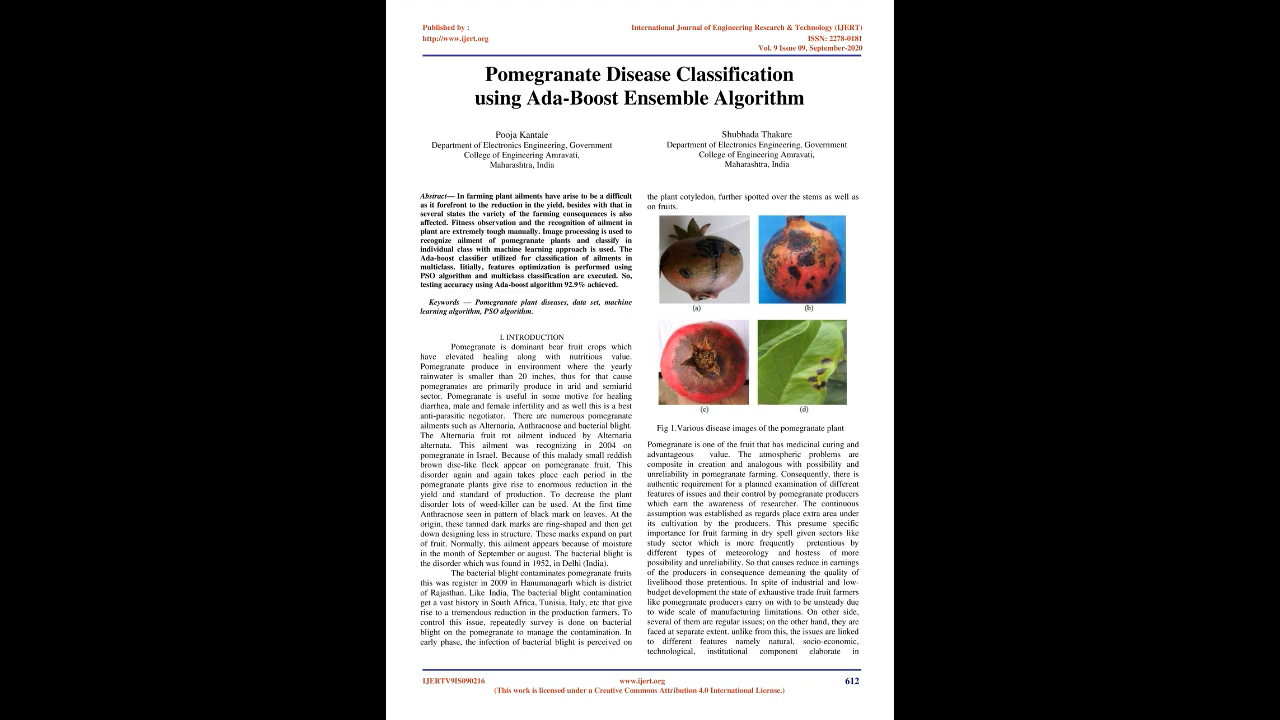 Published by :
http://www.ijert.org
International Journal of Engineering Research & Technology (IJERT)
ISSN: 2278-0181
Vol. 9 Issue 09, September-2020
Pomegranate Disease Classification
using Ada-Boost Ensemble Algorithm
Pooja Kantale
Department of Electronics Engineering, Government
College of Engineering Amravati,
Maharashtra, India
Shubhada Thakare
Department of Electronics Engineering, Government
College of Engineering Amravati,
Maharashtra, India
Abstract— In farming plant ailments have arise to be a difficult
as it forefront to the reduction in the yield, besides with that in
several states the variety of the farming consequences is also
affected. Fitness observation and the recognition of ailment in
plant are extremely tough manually. Image processing is used to
recognize ailment of pomegranate plants and classify in
individual class with machine learning approach is used. The
Ada-boost classifier utilized for classification of ailments in
multiclass. Iitially, features optimization is performed using
PSO algorithm and multiclass classification are executed. So,
testing accuracy using Ada-boost algorithm 92.9% achieved.
Keywords — Pomegranate plant diseases, data set, machine
learning algorithm, PSO algorithm.
I. INTRODUCTION
Pomegranate is dominant bear fruit crops which
have elevated healing along with nutritious value.
Pomegranate produce in environment where the yearly
rainwater is smaller than 20 inches, thus for that cause
pomegranates are primarily produce in arid and semiarid
sector. Pomegranate is useful in some motive for healing
diarrhea, male and female infertility and as well this is a best
anti-parasitic negotiator. There are numerous pomegranate
ailments such as Alternaria, Anthracnose and bacterial blight.
The Alternaria fruit rot ailment induced by Alternaria
alternata. This ailment was recognizing in 2004 on
pomegranate in Israel. Because of this malady small reddish
brown disc-like fleck appear on pomegranate fruit. This
disorder again and again takes place each period in the
pomegranate plants give rise to enormous reduction in the
yield and standard of production. To decrease the plant
disorder lots of weed-killer can be used. At the first time
Anthracnose seen in pattern of black mark on leaves. At the
origin, these tanned dark marks are ring-shaped and then get
down designing less in structure. These marks expand on part
of fruit. Normally, this ailment appears because of moisture
in the month of September or august. The bacterial blight is
the disorder which was found in 1952, in Delhi (India).
The bacterial blight contaminates pomegranate fruits
this was register in 2009 in Hanumanagarh which is district
of Rajasthan. Like India, The bacterial blight contamination
get a vast history in South Africa, Tunisia, Italy, etc that give
rise to a tremendous reduction in the production farmers. To
control this issue, repeatedly survey is done on bacterial
blight on the pomegranate to manage the contamination. In
early phase, the infection of bacterial blight is perceived on
the plant cotyledon, further spotted over the stems as well as
on fruits.
(a)
(b)
(c)
(d)
Fig 1.Various disease images of the pomegranate plant
Pomegranate is one of the fruit that has medicinal curing and
advantageous value. The atmospheric problems are
composite in creation and analogous with possibility and
unreliability in pomegranate farming. Consequently, there is
authentic requirement for a planned examination of different
features of issues and their control by pomegranate producers
which earn the awareness of researcher. The continuous
assumption was established as regards place extra area under
its cultivation by the producers. This presume specific
importance for fruit farming in dry spell given sectors like
study sector which is more frequently pretentious by
different types of meteorology and hostess of more
possibility and unreliability. So that causes reduce in earnings
of the producers in consequence demeaning the quality of
livelihood those pretentious. In spite of industrial and low-
budget development the state of exhaustive trade fruit farmers
like pomegranate producers carry on with to be unsteady due
to wide scale of manufacturing limitations. On other side,
several of them are regular issues; on the other hand, they are
faced at separate extent. unlike from this, the issues are linked
to different features namely natural, socio-economic,
technological, institutional component elaborate in
IJERTV9IS090216
www.ijert.org
(This work is licensed under a Creative Commons Attribution 4.0 International License.)
612